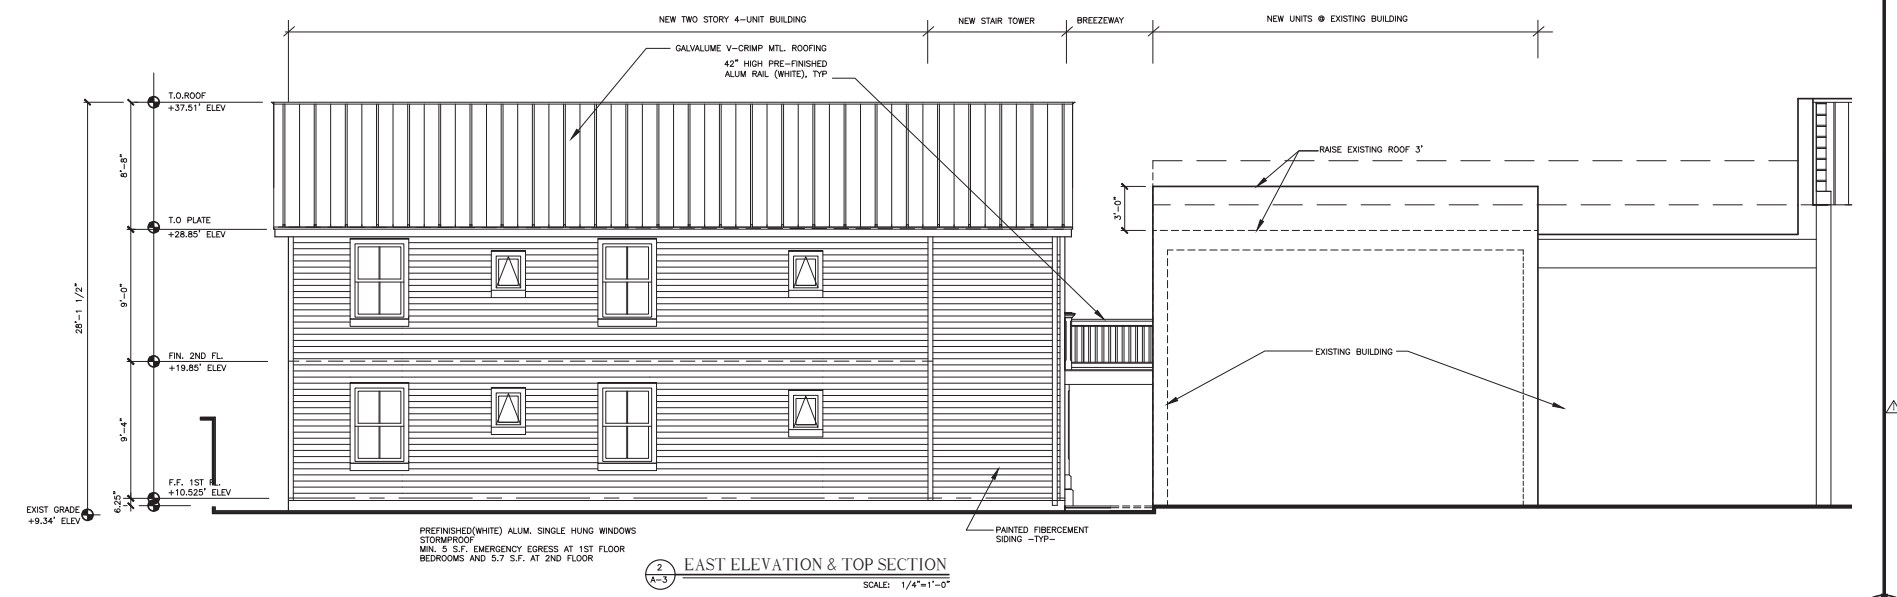 NEW TWO STORY 4-UNIT BUILDING
NEW STAIR TOWER
BREEZEWAY
NEW UNITS @ EXISTING BUILDING
GALVALUME V-CRIMP MTL. ROOFING
42" HIGH PRE-FINISHED
ALUM RAIL (WHITE), TYP
T.O.ROOF
+37.51' ELEV
8'-8"
RAISE EXISTING ROOF 3'
3'-0"
T.O PLATE
+28.85' ELEV
28'-1 1/2"
9'-0"
FIN. 2ND FL.
+19.85' ELEV
EXISTING BUILDING
9'-4"
F.F. 1ST FL.
+10.525' ELEV
6.25"
EXIST GRADE
+9.34' ELEV
PREFINISHED(WHITE) ALUM. SINGLE HUNG WINDOWS
STORMPROOF
MIN. 5 S.F. EMERGENCY EGRESS AT 1ST FLOOR
BEDROOMS AND 5.7 S.F. AT 2ND FLOOR
PAINTED FIBERCEMENT
SIDING -TYP-
2
A-3
EAST ELEVATION & TOP SECTION
SCALE: 1/4"=1'-0"